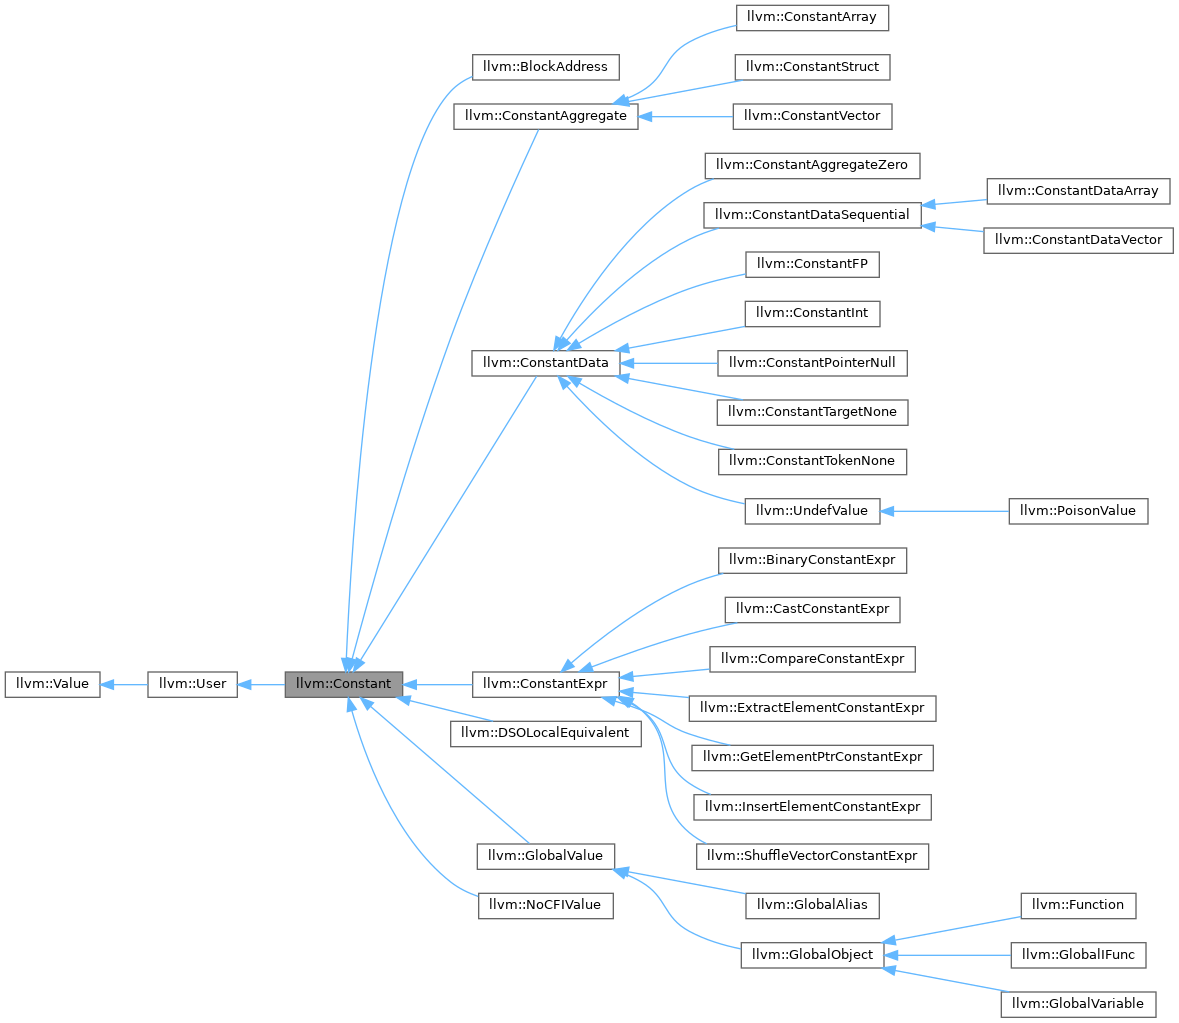 llvm::ConstantArray
llvm::BlockAddress
llvm::ConstantStruct
llvm::ConstantAggregate
llvm::ConstantVector
llvm::ConstantAggregateZero
llvm::ConstantDataArray
llvm::ConstantDataSequential
llvm::ConstantDataVector
llvm::ConstantFP
llvm::ConstantInt
llvm::ConstantData
llvm::ConstantPointerNull
llvm::ConstantTargetNone
llvm::ConstantTokenNone
llvm::UndefValue
llvm::PoisonValue
llvm::BinaryConstantExpr
llvm::CastConstantExpr
llvm::CompareConstantExpr
llvm::Value
llvm::User
llvm::Constant
llvm::ConstantExpr
llvm::ExtractElementConstantExpr
llvm::DSOLocalEquivalent
llvm::GetElementPtrConstantExpr
llvm::InsertElementConstantExpr
llvm::GlobalValue
llvm::ShuffleVectorConstantExpr
llvm::NoCFIValue
llvm::GlobalAlias
llvm::Function
llvm::GlobalObject
llvm::GlobalIFunc
llvm::GlobalVariable